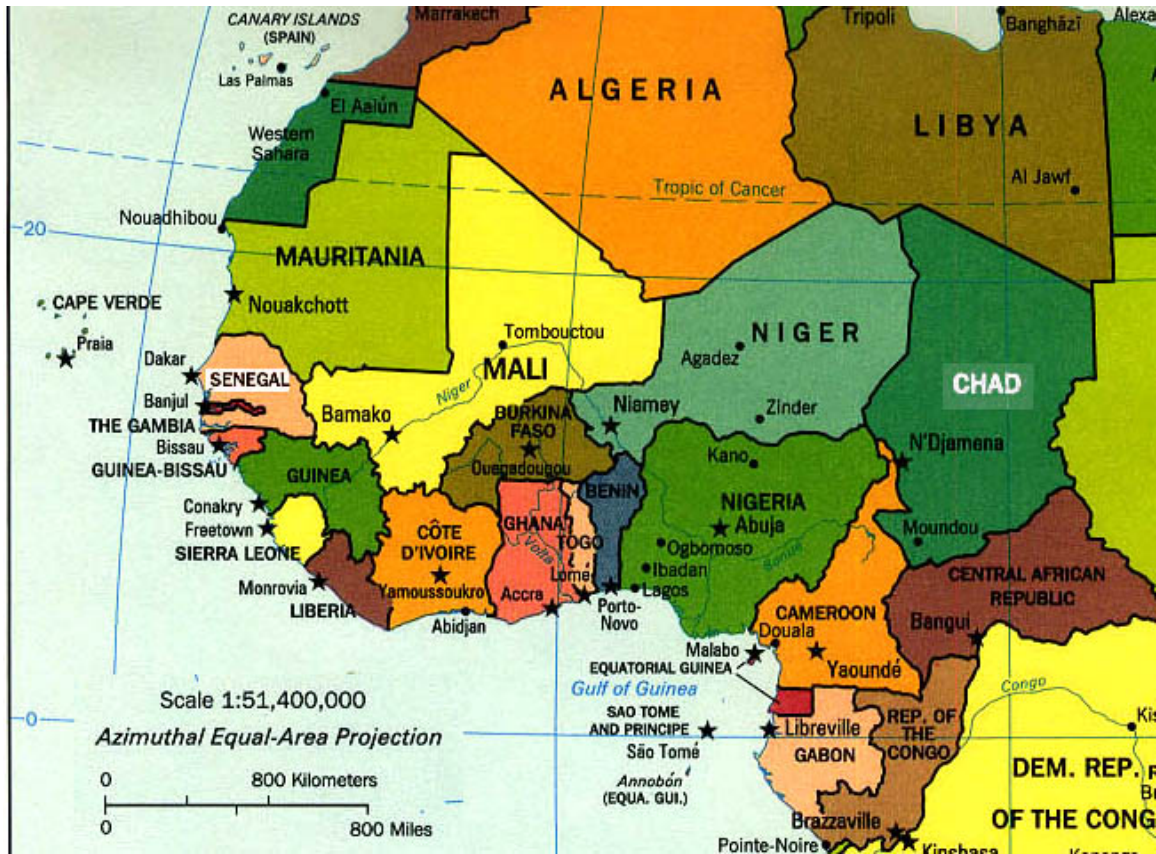 CANARY ISLANDS
(SPAIN)
Las Palmas
Marrakech
Tripoli
Banghāzī
ALGERIA
LIBYA
El Aaiún
Western
Sahara
Al Jawf
Tropic of Cancer
Nouadhibou
20
MAURITANIA
CAPE VERDE
Nouakchott
Praia
Tombouctou
NIGER
Agadez
Dakar
SENEGAL
MALI
Niger
CHAD
Banjul
THE GAMBIA
Bamako
BURKINA
FASO
Niamey
Zinder
Bissau
GUINEA-BISSAU
Ouagadougou
N'Djamena
GUINEA
BENIN
Kano
NIGERIA
Conakry
Freetown
SIERRA LEONE
CÔTE
D'IVOIRE
GHANA
TOGO
Volta
Abuja
Moundou
Ogbomoso
Benue
Monrovia
LIBERIA
Yamoussoukro
Accra
Lomé
Ibadan
Lagos
CENTRAL AFRICAN
REPUBLIC
Abidjan
Porto-
Novo
CAMEROON
Bangui
Malabo
Douala
EQUATORIAL GUINEA
Yaoundé
Gulf of Guinea
Congo
Scale 1:51,400,000
0
SAO TOME
AND PRINCIPE
Libreville
REP. OF
THE
CONGO
Azimuthal Equal-Area Projection
São Tomé
GABON
Annobón
(EQUA. GUI.)
DEM. REP.
OF THE CONG
0 800 Kilometers
0 800 Miles
Brazzaville
Pointe-Noire
Kinshasa